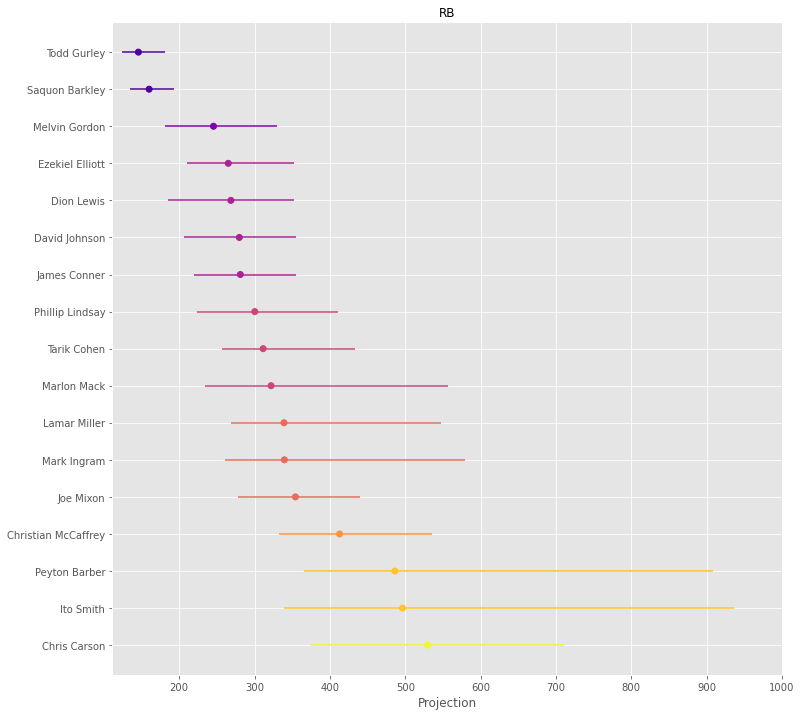 RB
Todd Gurley
Saquon Barkley
Melvin Gordon
Ezekiel Elliott
Dion Lewis
David Johnson
James Conner
Phillip Lindsay
Tarik Cohen
Marlon Mack
Lamar Miller
Mark Ingram
Joe Mixon
Christian McCaffrey
Peyton Barber
Ito Smith
Chris Carson
200 300 400 500 600 700 800 900 1000
Projection